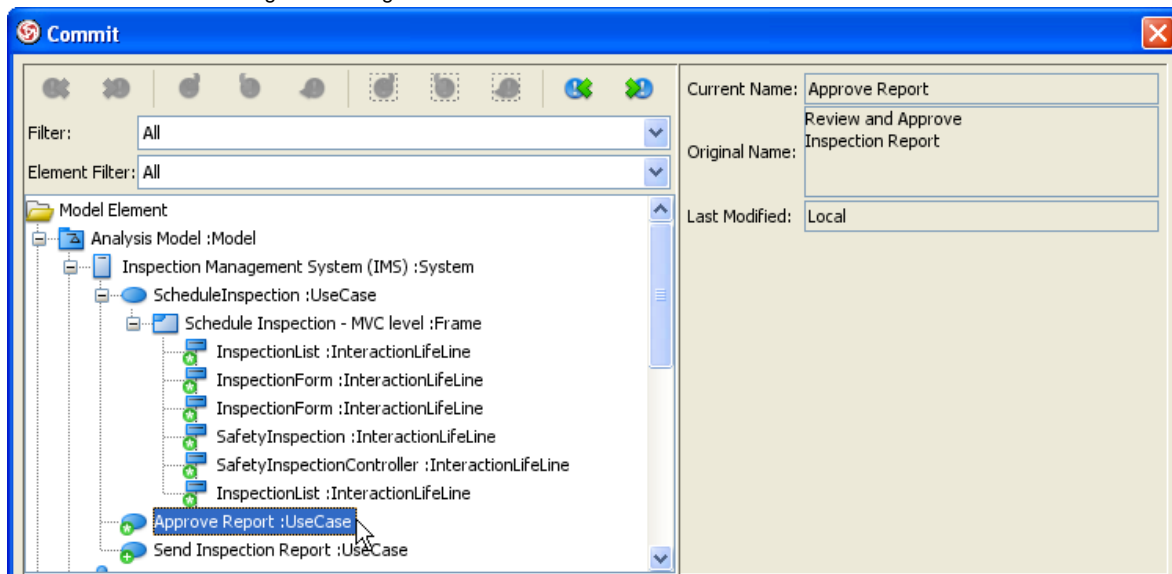 Commit
Filter: All
Element Filter: All
Model Element
Analysis Model :Model
Inspection Management System (IMS) :System
ScheduleInspection :UseCase
Schedule Inspection - MVC level :Frame
InspectionList :InteractionLifeLine
InspectionForm :InteractionLifeLine
InspectionForm :InteractionLifeLine
SafetyInspection :InteractionLifeLine
SafetyInspectionController :InteractionLifeLine
InspectionList :InteractionLifeLine
Approve Report :UseCase
Send Inspection Report :UseCase
Current Name: Approve Report
Original Name: Review and Approve
Inspection Report
Last Modified: Local